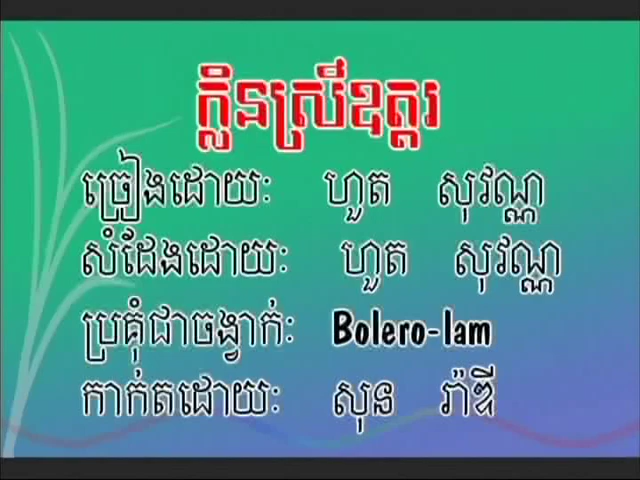 ក្លិនស្រីឧត្តរ
ច្រៀងដោយៈ ហួត សុវណ្ណ
សំដែងដោយៈ ហួត សុវណ្ណ
ប្រគុំជាចង្វាក់ៈ Bolero-lam
កាក់តដោយៈ សុន រ៉ាឌី